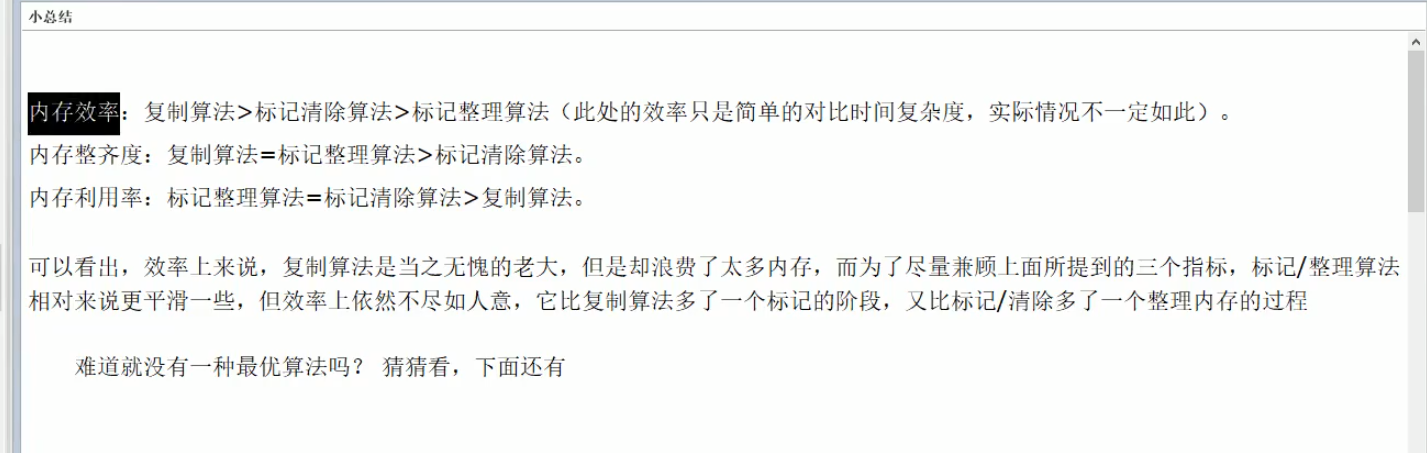 小总结
内存效率：复制算法>标记清除算法>标记整理算法（此处的效率只是简单的对比时间复杂度，实际情况不一定如此）。
内存整齐度：复制算法=标记整理算法>标记清除算法。
内存利用率：标记整理算法=标记清除算法>复制算法。
可以看出，效率上来说，复制算法是当之无愧的老大，但是却浪费了太多内存，而为了尽量兼顾上面所提到的三个指标，标记/整理算法
相对来说更平滑一些，但效率上依然不尽如人意，它比复制算法多了一个标记的阶段，又比标记/清除多了一个整理内存的过程
难道就没有一种最优算法吗？ 猜猜看，下面还有